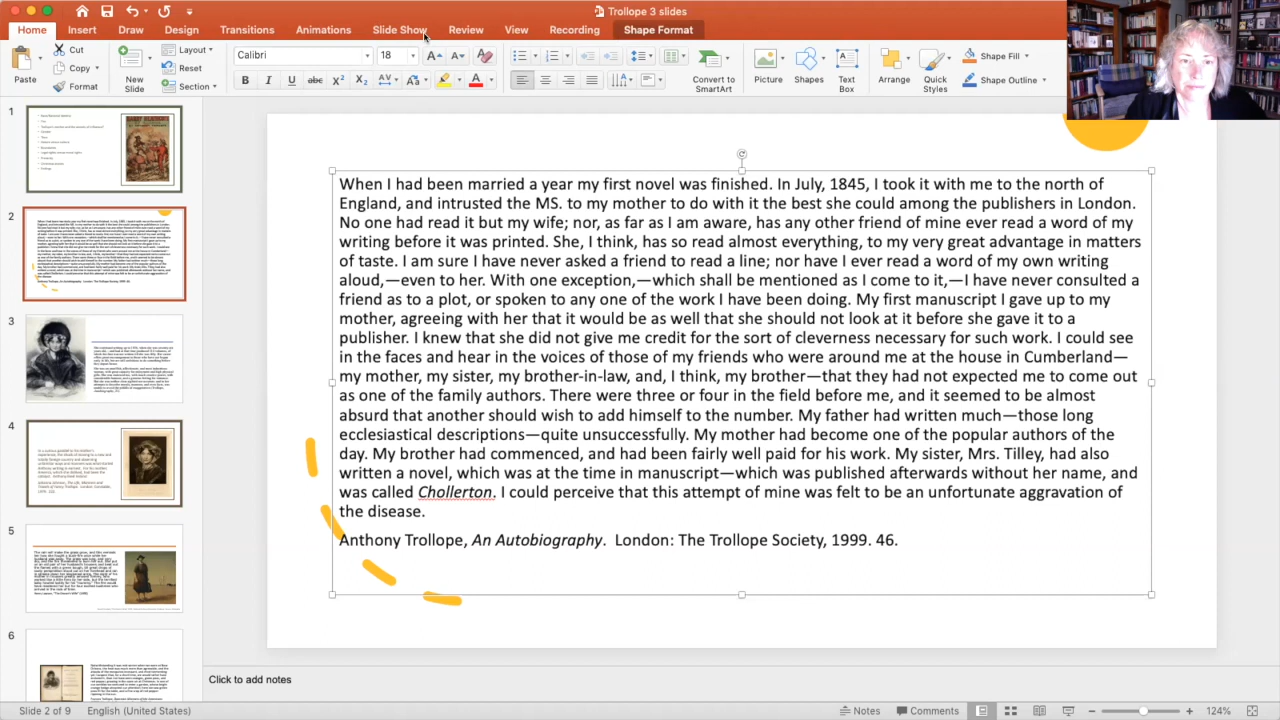 Trollope 3 slides
Home Insert Draw Design Transitions Animations Slide Show Review View Recording Shape Format
Paste Cut Copy Format New Slide Layout Reset Section Calibri 18 Convert to SmartArt Picture Shapes Text Box Arrange Quick Styles Shape Fill Shape Outline
When I had been married a year my first novel was finished. In July, 1845, I took it with me to the north of
England, and intrusted the MS. to my mother to do with it the best she could among the publishers in London.
No one had read it but my wife; nor, as far as I am aware, has any other friend of mine ever read a word of my
writing before it was printed. She, I think, has so read almost everything, to my very great advantage in matters
of taste. I am sure I have never asked a friend to read a line; nor have I ever read a word of my own writing
aloud,—even to her. With one exception,—which shall be mentioned as I come to it,—I have never consulted a
friend as to a plot, or spoken to any one of the work I have been doing. My first manuscript I gave up to my
mother, agreeing with her that it would be as well that she should not look at it before she gave it to a
publisher. I knew that she did not give me credit for the sort of cleverness necessary for such work. I could see
in the faces and hear in the voices of those of my friends who were around me at the house in Cumberland—
my mother, my sister, my brother-in-law, and, I think, my brother—that they had not expected me to come out
as one of the family authors. There were three or four in the field before me, and it seemed to be almost
absurd that another should wish to add himself to the number. My father had written much—those long
ecclesiastical descriptions—quite unsuccessfully. My mother had become one of the popular authors of the
day. My brother had commenced, and had been fairly well paid for his work. My sister, Mrs. Tilley, had also
written a novel, which was at the time in manuscript—which was published afterwards without her name, and
was called Chollerton. I could perceive that this attempt of mine was felt to be an unfortunate aggravation of
the disease.
Anthony Trollope, An Autobiography. London: The Trollope Society, 1999. 46.
1
2
3
4
5
6
Click to add notes
Slide 2 of 9 English (United States) Notes Comments 124%